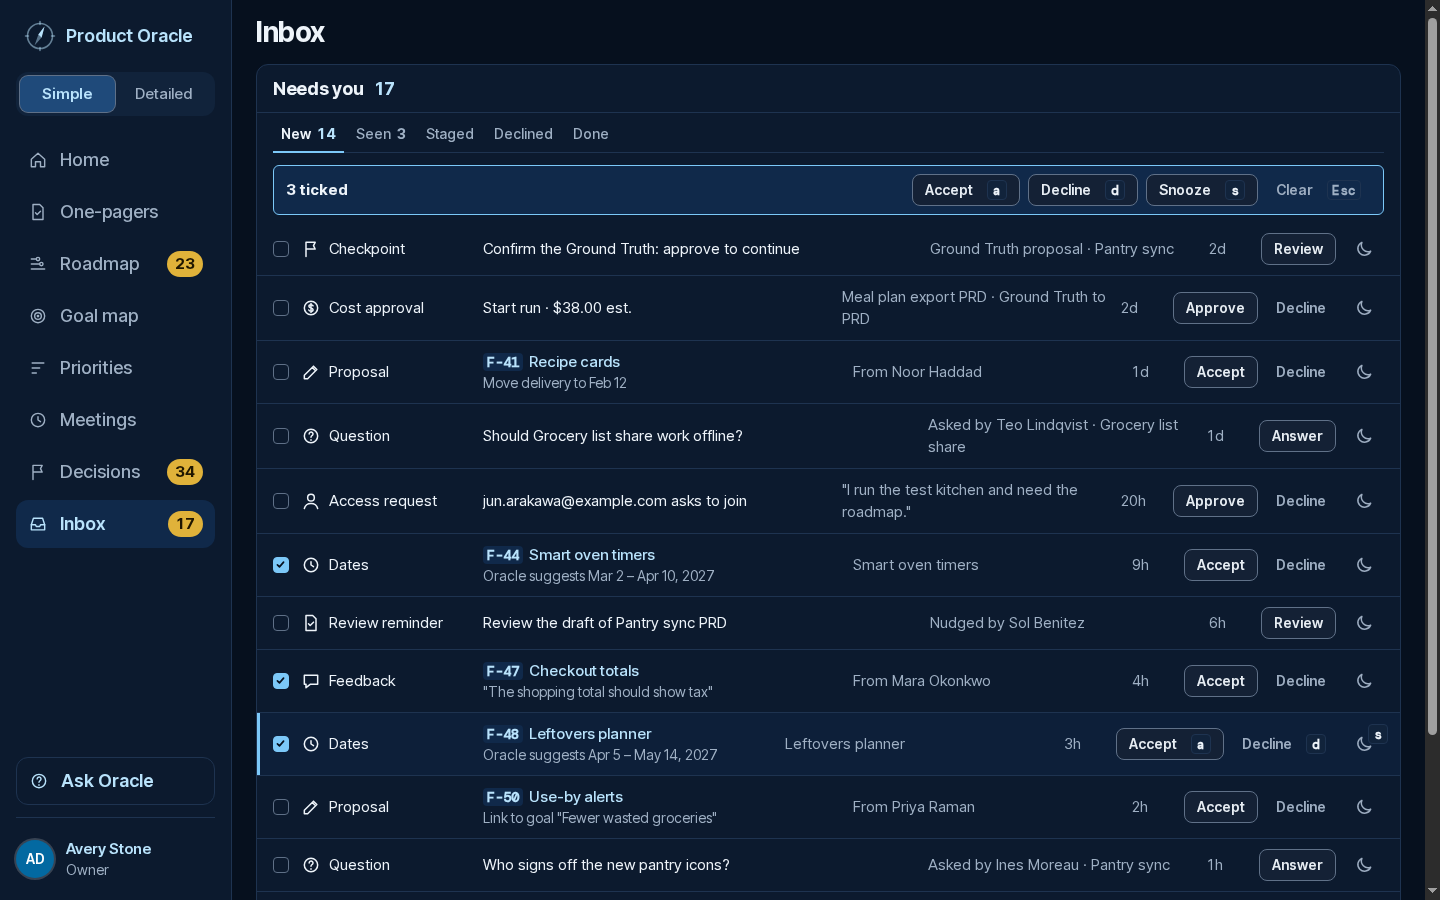 Product Oracle
Simple Detailed
Home
One-pagers
Roadmap 23
Goal map
Priorities
Meetings
Decisions 34
Inbox 17
Ask Oracle
AD Avery Stone
Owner
Inbox
Needs you 17
New 14 Seen 3 Staged Declined Done
3 ticked Accept a Decline d Snooze s Clear Esc
Checkpoint Confirm the Ground Truth: approve to continue Ground Truth proposal · Pantry sync 2d Review
Cost approval Start run · $38.00 est. Meal plan export PRD · Ground Truth to
PRD 2d Approve Decline
Proposal F-41 Recipe cards
Move delivery to Feb 12 From Noor Haddad 1d Accept Decline
Question Should Grocery list share work offline? Asked by Teo Lindqvist · Grocery list
share 1d Answer
Access request jun.arakawa@example.com asks to join "I run the test kitchen and need the
roadmap." 20h Approve Decline
Dates F-44 Smart oven timers
Oracle suggests Mar 2 – Apr 10, 2027 Smart oven timers 9h Accept Decline
Review reminder Review the draft of Pantry sync PRD Nudged by Sol Benitez 6h Review
Feedback F-47 Checkout totals
"The shopping total should show tax" From Mara Okonkwo 4h Accept Decline
Dates F-48 Leftovers planner
Oracle suggests Apr 5 – May 14, 2027 Leftovers planner 3h Accept a Decline d s
Proposal F-50 Use-by alerts
Link to goal "Fewer wasted groceries" From Priya Raman 2h Accept Decline
Question Who signs off the new pantry icons? Asked by Ines Moreau · Pantry sync 1h Answer